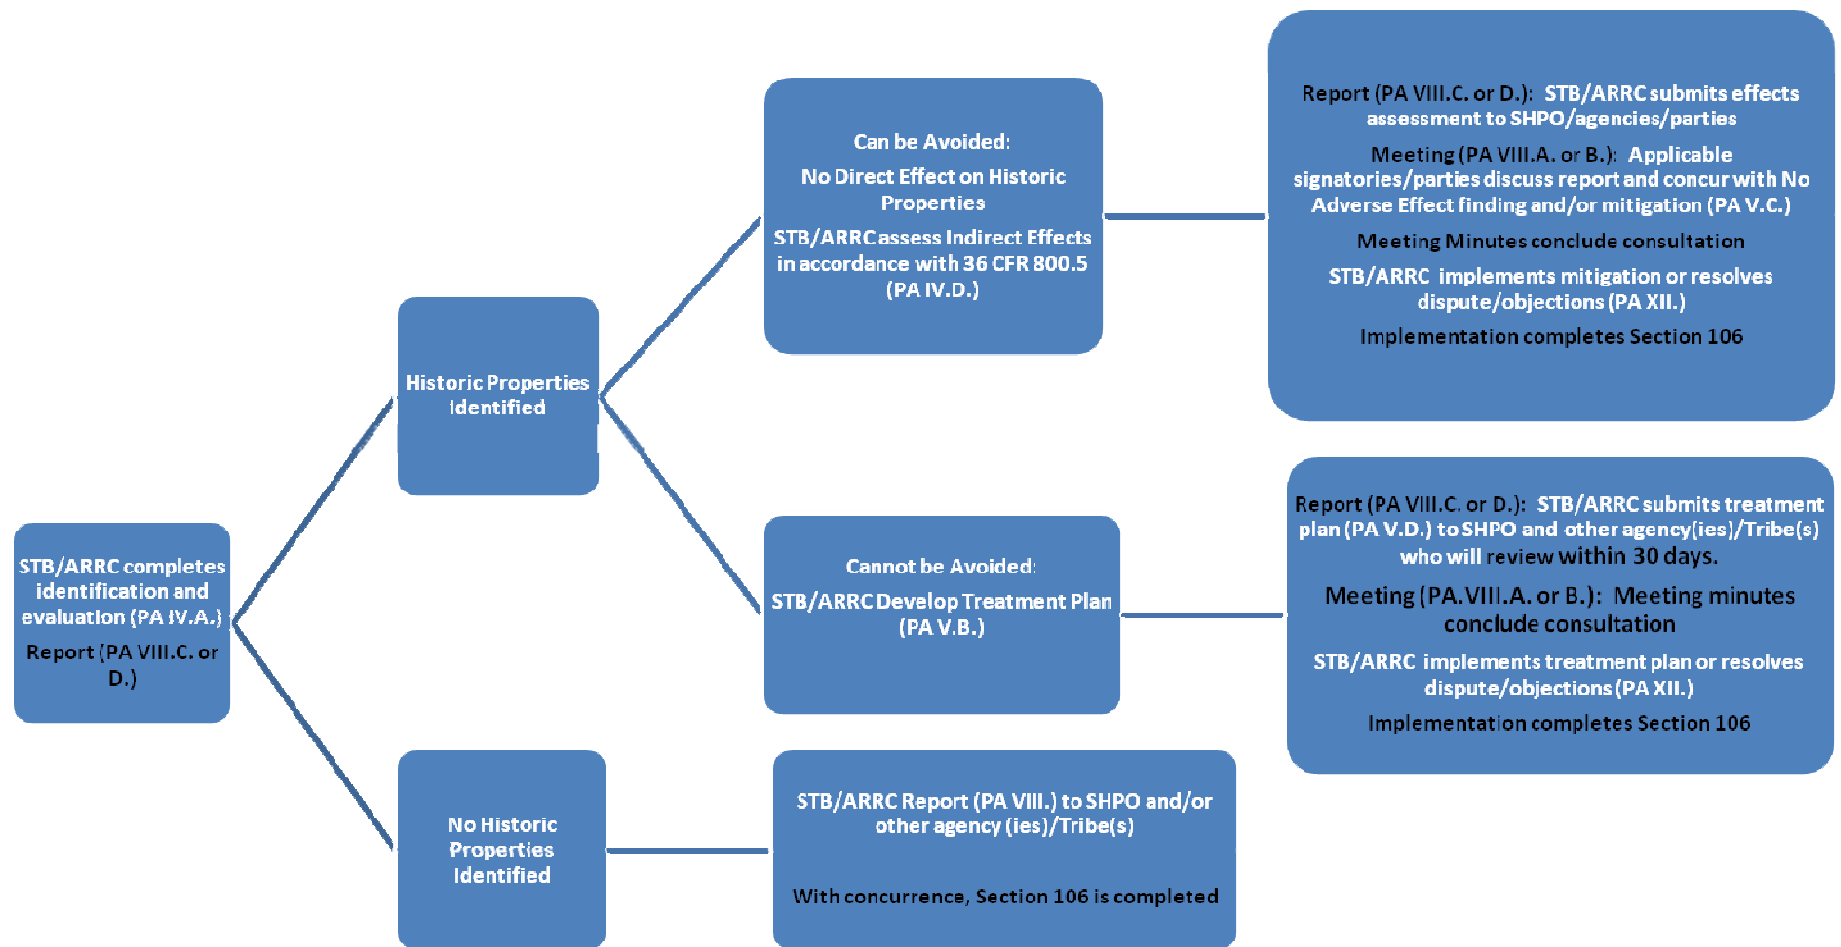 STB/ARRC completes
identification and
evaluation (PA IV.A.)
Report (PA VIII.C. or
D.)
Historic Properties
Identified
Can be Avoided:
No Direct Effect on Historic
Properties
STB/ARRC assess Indirect Effects
in accordance with 36 CFR 800.5
(PA IV.D.)
Report (PA VIII.C. or D.): STB/ARRC submits effects
assessment to SHPO/agencies/parties
Meeting (PA VIII.A. or B.): Applicable
signatories/parties discuss report and concur with No
Adverse Effect finding and/or mitigation (PA V.C.)
Meeting Minutes conclude consultation
STB/ARRC implements mitigation or resolves
dispute/objections (PA XII.)
Implementation completes Section 106
Cannot be Avoided:
STB/ARRC Develop Treatment Plan
(PA V.B.)
Report (PA VIII.C. or D.): STB/ARRC submits treatment
plan (PA V.D.) to SHPO and other agency(ies)/Tribe(s)
who will review within 30 days.
Meeting (PA.VIII.A. or B.): Meeting minutes
conclude consultation
STB/ARRC implements treatment plan or resolves
dispute/objections (PA XII.)
Implementation completes Section 106
No Historic
Properties
Identified
STB/ARRC Report (PA VIII.) to SHPO and/or
other agency (ies)/Tribe(s)
With concurrence, Section 106 is completed